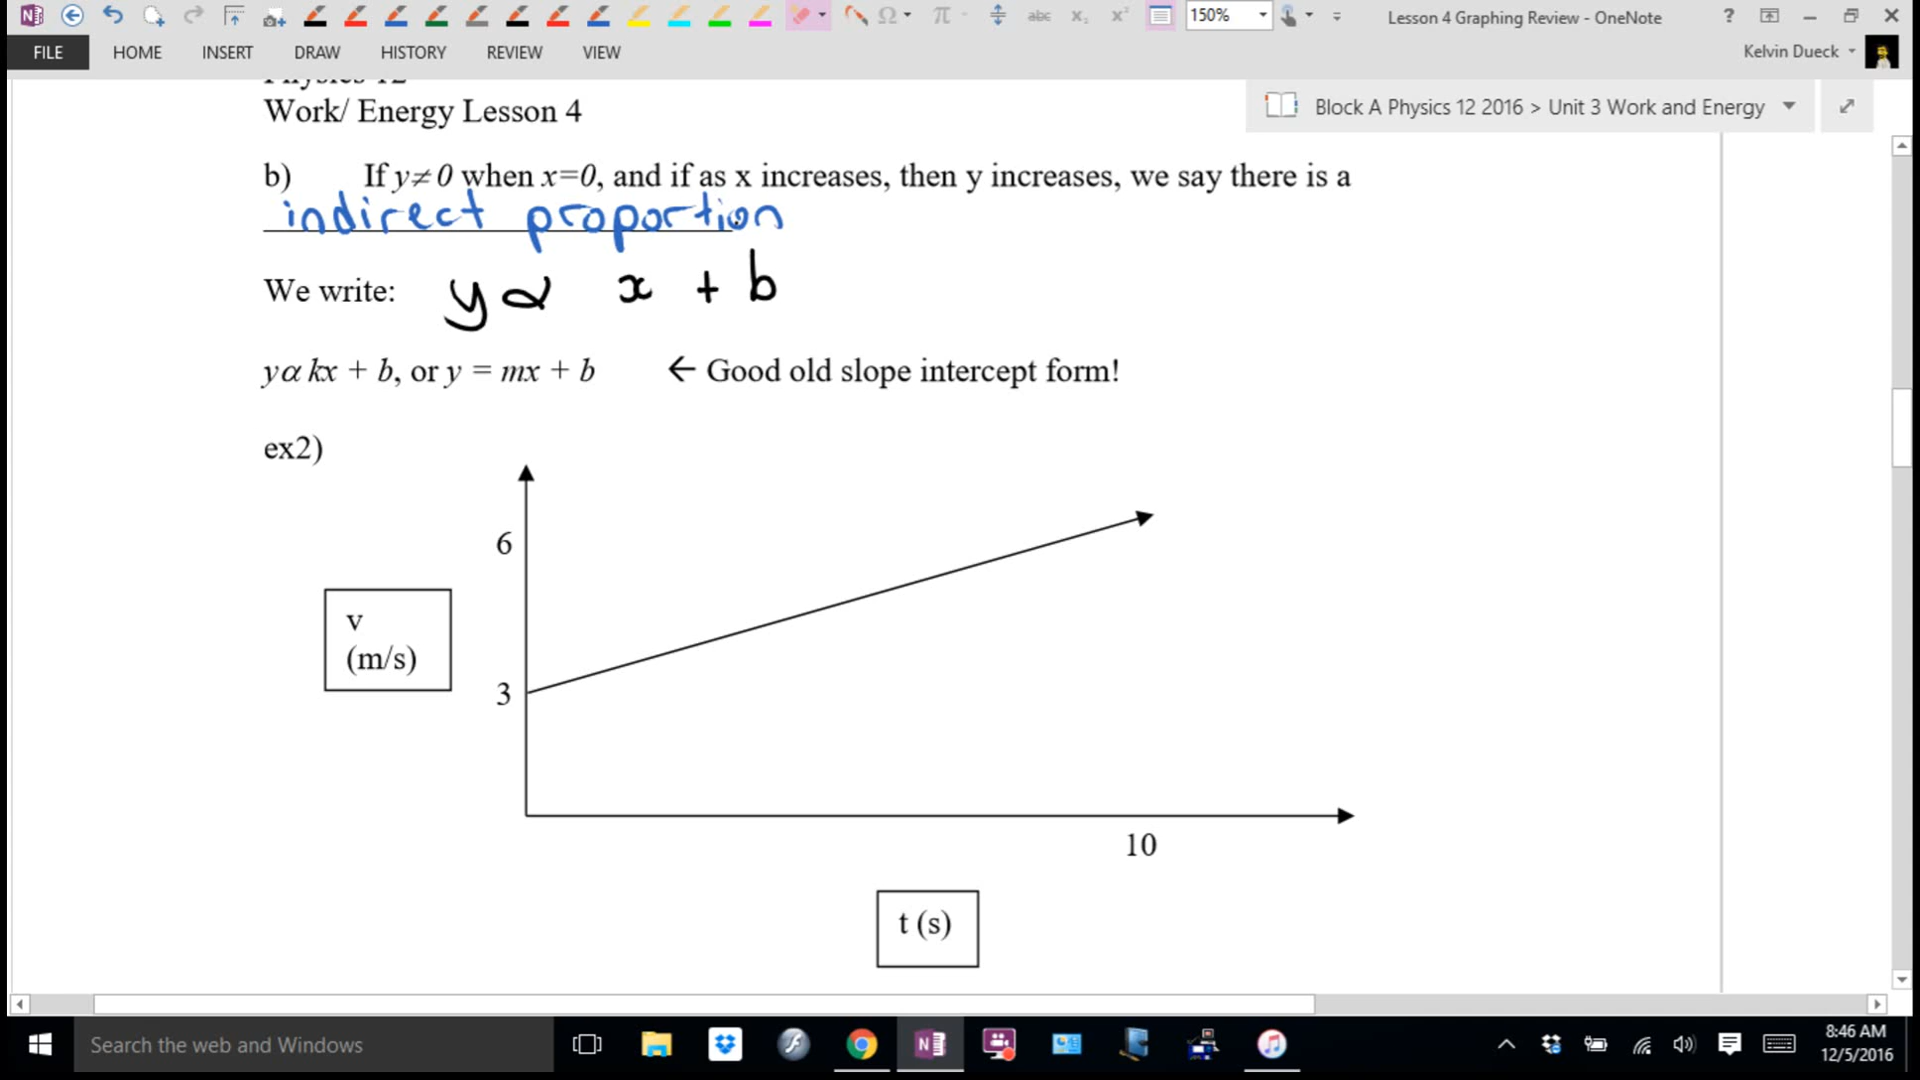 Lesson 4 Graphing Review - OneNote
150%
FILE HOME INSERT DRAW HISTORY REVIEW VIEW
Kelvin Dueck
Block A Physics 12 2016 > Unit 3 Work and Energy
Physics 12
Work/ Energy Lesson 4
b) If y≠0 when x=0, and if as x increases, then y increases, we say there is a
indirect proportion
We write: y α x + b
yα kx + b, or y = mx + b ← Good old slope intercept form!
ex2)
6
v
(m/s)
3
10
t (s)
Search the web and Windows
8:46 AM
12/5/2016